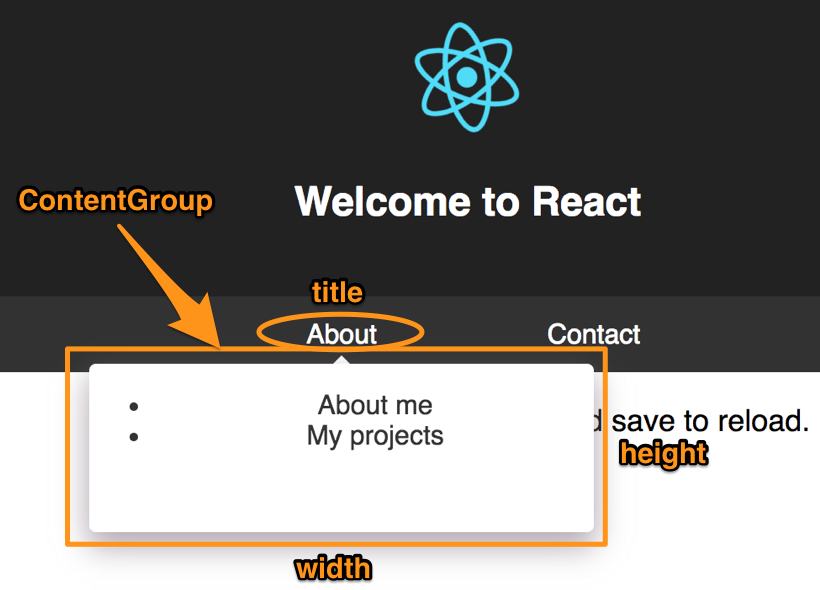 ContentGroup
Welcome to React
title
About
Contact
• About me
• My projects
d save to reload.
height
width